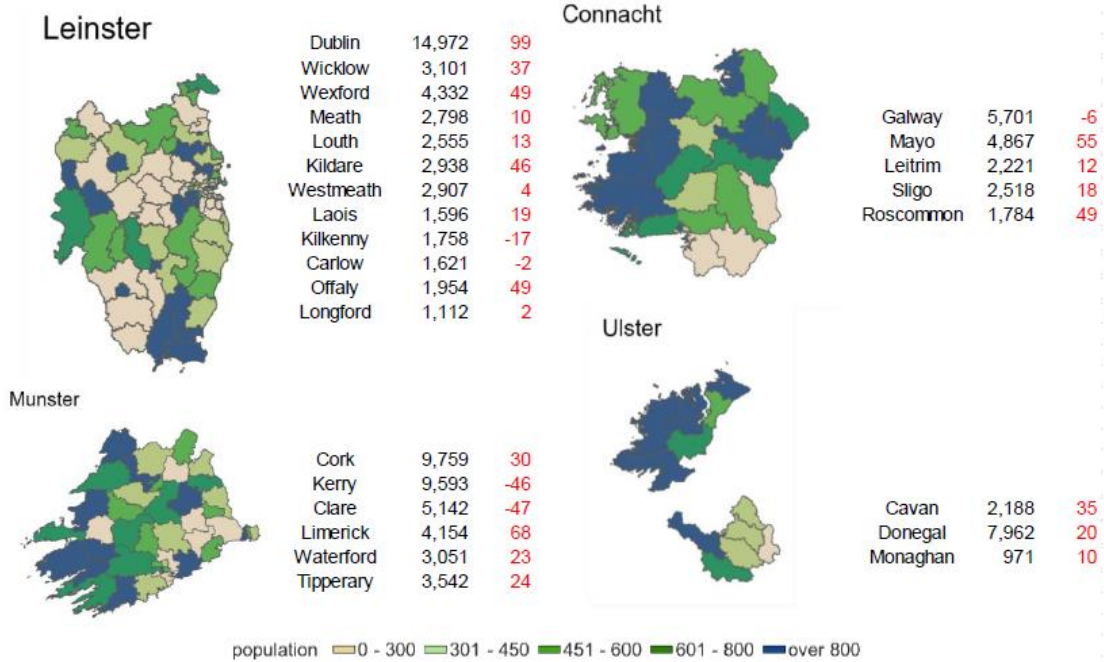 Leinster
Dublin 14,972 99
Wicklow 3,101 37
Wexford 4,332 49
Meath 2,798 10
Louth 2,555 13
Kildare 2,938 46
Westmeath 2,907 4
Laois 1,596 19
Kilkenny 1,758 -17
Carlow 1,621 -2
Offaly 1,954 49
Longford 1,112 2
Connacht
Galway 5,701 -6
Mayo 4,867 55
Leitrim 2,221 12
Sligo 2,518 18
Roscommon 1,784 49
Munster
Cork 9,759 30
Kerry 9,593 -46
Clare 5,142 -47
Limerick 4,154 68
Waterford 3,051 23
Tipperary 3,542 24
Ulster
Cavan 2,188 35
Donegal 7,962 20
Monaghan 971 10
population 0 - 300 301 - 450 451 - 600 601 - 800 over 800